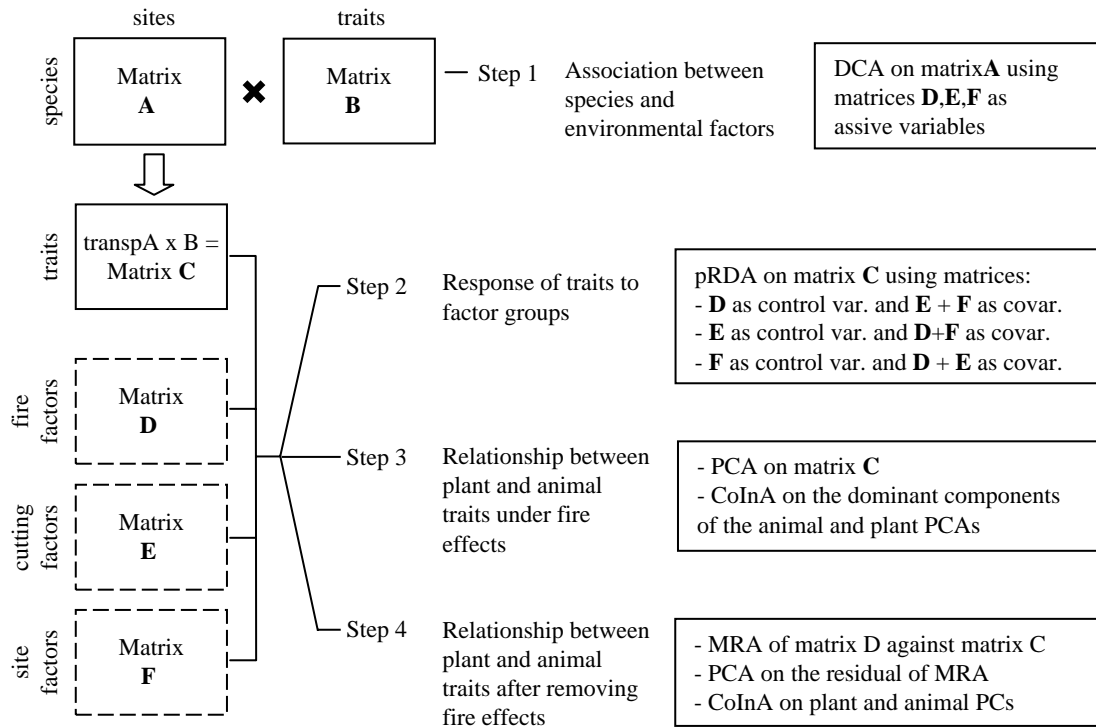 sites
traits
species
Matrix
A
✖
Matrix
B
Step 1
Association between
species and
environmental factors
DCA on matrixA using
matrices D,E,F as
assive variables
traits
transpA x B =
Matrix C
Step 2
Response of traits to
factor groups
pRDA on matrix C using matrices:
- D as control var. and E + F as covar.
- E as control var. and D+F as covar.
- F as control var. and D + E as covar.
fire
factors
Matrix
D
Step 3
Relationship between
plant and animal
traits under fire
effects
- PCA on matrix C
- CoInA on the dominant components
of the animal and plant PCAs
cutting
factors
Matrix
E
site
factors
Matrix
F
Step 4
Relationship between
plant and animal
traits after removing
fire effects
- MRA of matrix D against matrix C
- PCA on the residual of MRA
- CoInA on plant and animal PCs